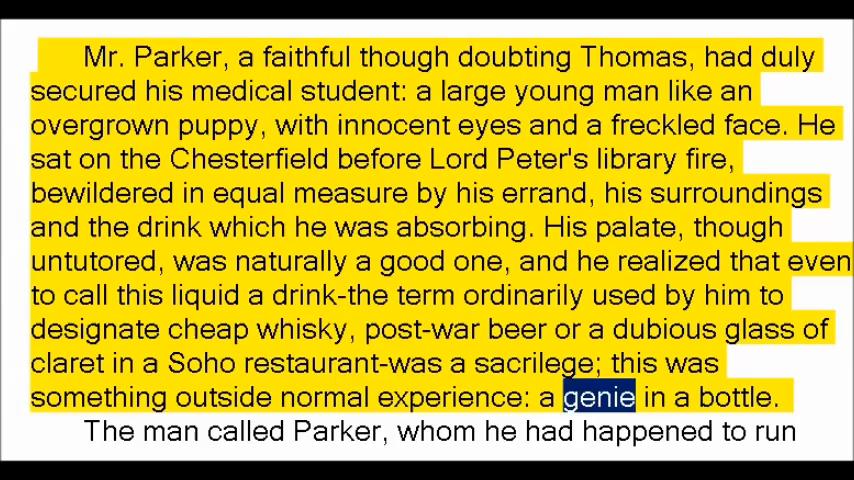 Mr. Parker, a faithful though doubting Thomas, had duly
secured his medical student: a large young man like an
overgrown puppy, with innocent eyes and a freckled face. He
sat on the Chesterfield before Lord Peter's library fire,
bewildered in equal measure by his errand, his surroundings
and the drink which he was absorbing. His palate, though
untutored, was naturally a good one, and he realized that even
to call this liquid a drink-the term ordinarily used by him to
designate cheap whisky, post-war beer or a dubious glass of
claret in a Soho restaurant-was a sacrilege; this was
something outside normal experience: a genie in a bottle.
The man called Parker, whom he had happened to run